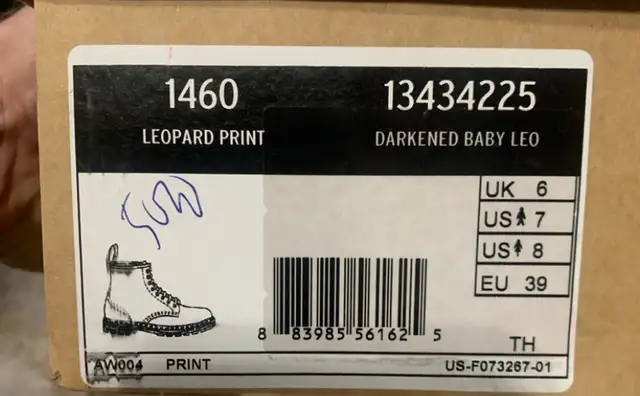 1460 13434225
LEOPARD PRINT DARKENED BABY LEO
UK 6
US 7
US 8
EU 39
8 83985 56162 5
TH
AW004 PRINT US-F073267-01